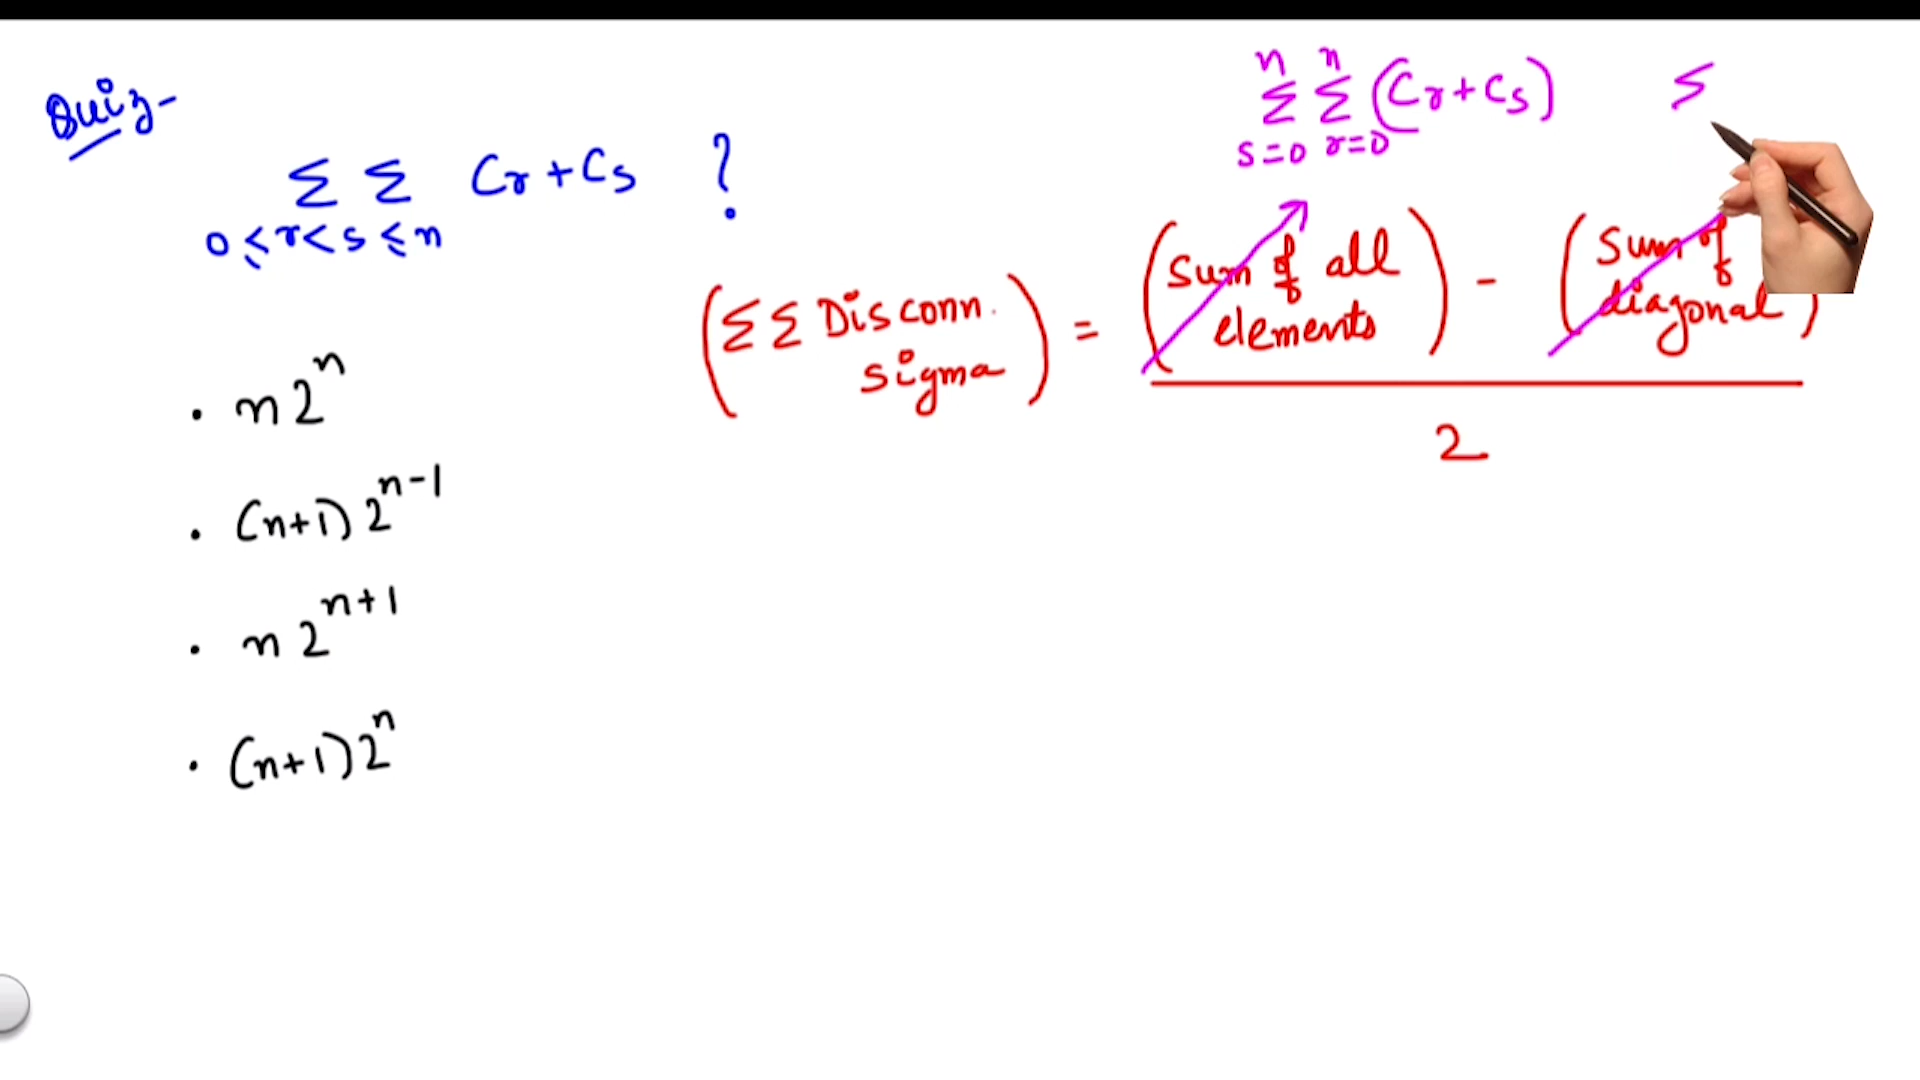 Quiz-
Σ Σ Cr + Cs ?
0 ≤ r < s ≤ n
n n
Σ Σ (Cr + Cs)
s=0 r=0
Σ
(Σ Σ Disconn. sigma) = (Sum of all elements) - (Sum of diagonal)
2
• n 2^n
• (n+1) 2^{n-1}
• n 2^{n+1}
• (n+1) 2^n